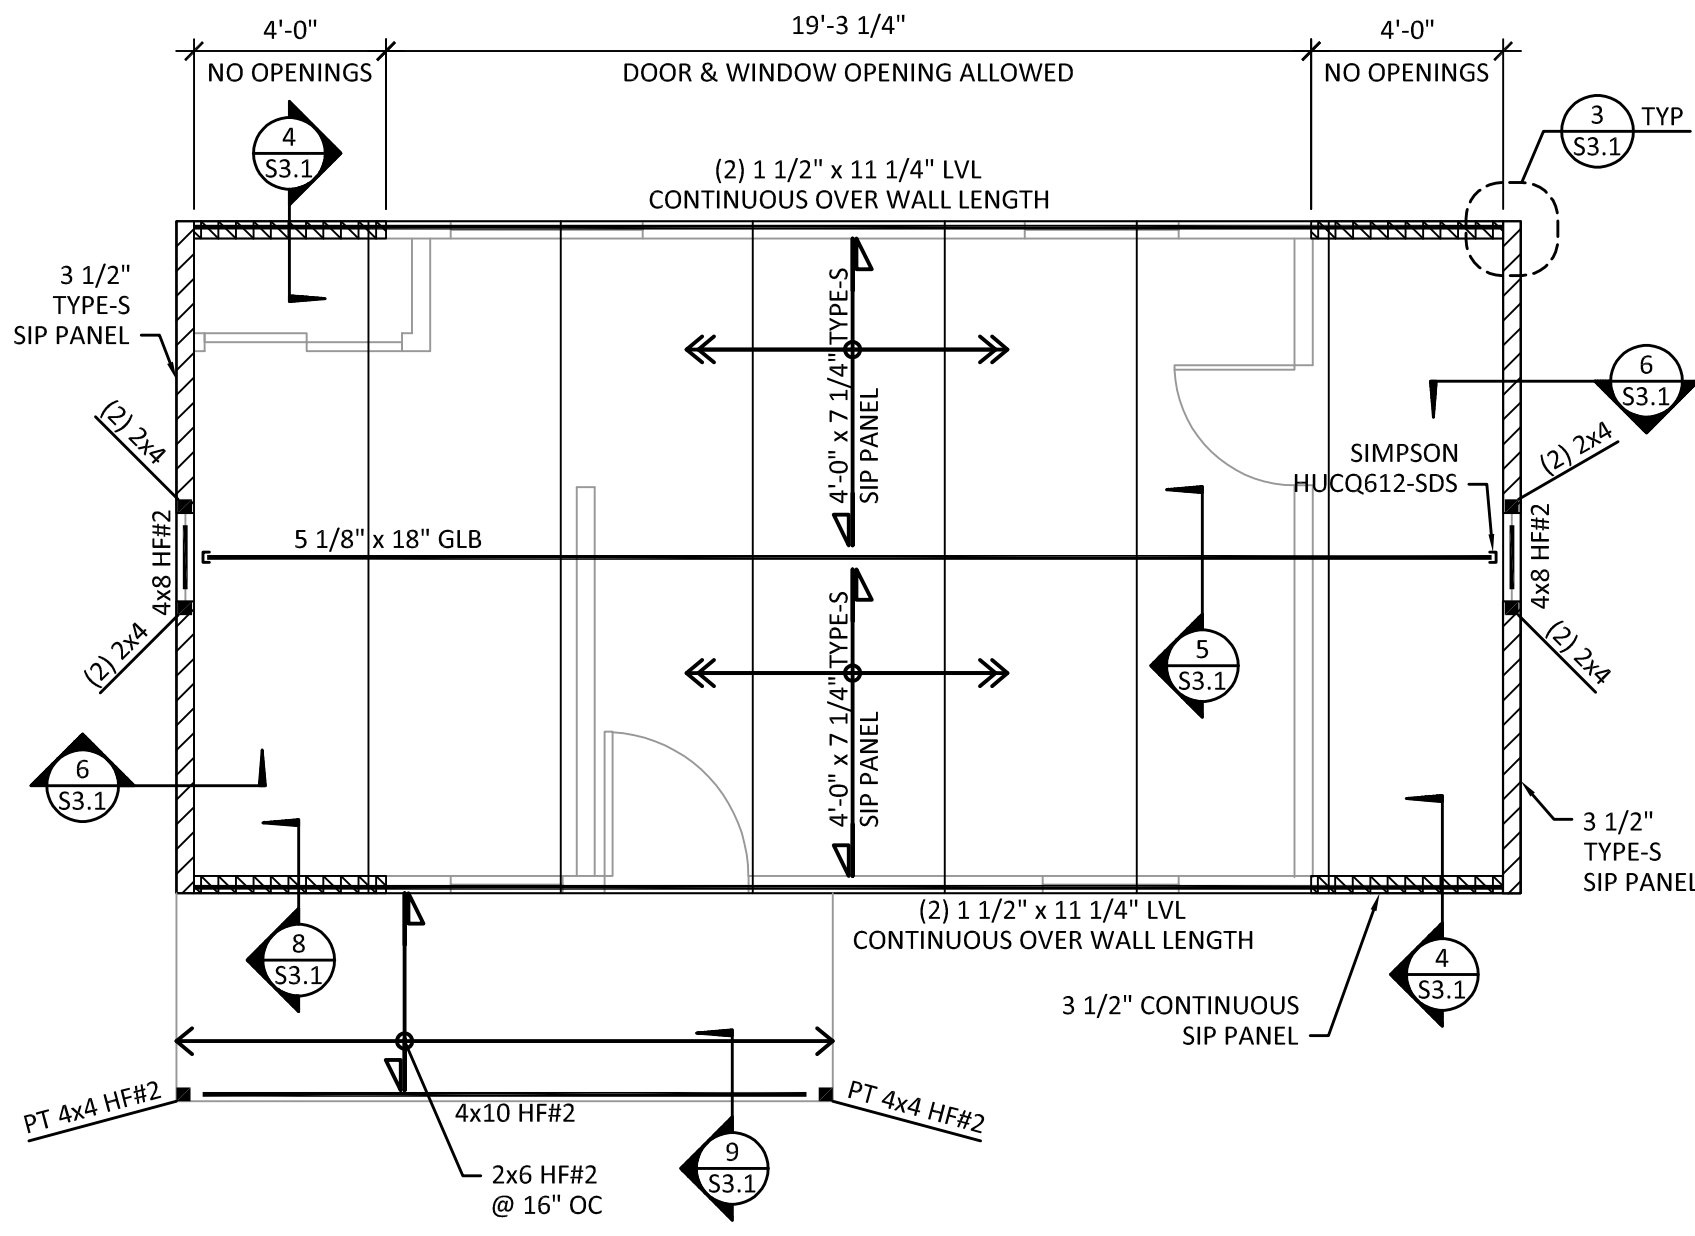 4'-0"
19'-3 1/4"
4'-0"
NO OPENINGS
DOOR & WINDOW OPENING ALLOWED
NO OPENINGS
3
S3.1
TYP
4
S3.1
(2) 1 1/2" x 11 1/4" LVL
CONTINUOUS OVER WALL LENGTH
3 1/2"
TYPE-S
SIP PANEL
4'-0" x 7 1/4" TYPE-S
SIP PANEL
6
S3.1
(2) 2x4
(2) 2x4
SIMPSON
HUCQ612-SDS
4x8 HF#2
5 1/8" x 18" GLB
4x8 HF#2
(2) 2x4
(2) 2x4
4'-0" x 7 1/4" TYPE-S
SIP PANEL
5
S3.1
6
S3.1
3 1/2"
TYPE-S
SIP PANEL
(2) 1 1/2" x 11 1/4" LVL
CONTINUOUS OVER WALL LENGTH
8
S3.1
4
S3.1
3 1/2" CONTINUOUS
SIP PANEL
PT 4x4 HF#2
4x10 HF#2
PT 4x4 HF#2
9
S3.1
2x6 HF#2
@ 16" OC